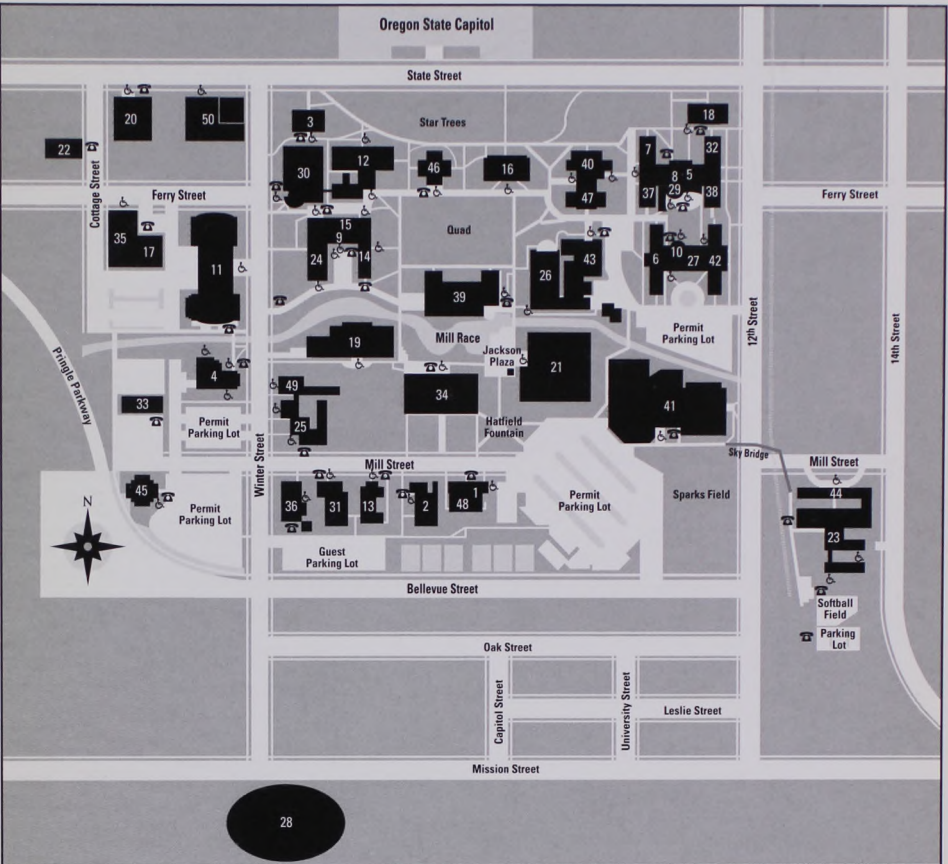 Oregon State Capitol
State Street
20
50
3
Star Trees
18
22
30
12
46
16
40
7
32
8
5
37
29
38
47
Cottage Street
Ferry Street
Ferry Street
35
17
11
15
9
24
14
Quad
26
43
6
10
27
42
39
Permit
Parking Lot
12th Street
14th Street
Pringle Parkway
19
Mill Race
Jackson
Plaza
21
4
33
Permit
Parking Lot
49
25
34
Hatfield
Fountain
41
Winter Street
Sky Bridge
Mill Street
Mill Street
45
N
Permit
Parking Lot
36
31
13
2
1
48
Permit
Parking Lot
Sparks Field
44
23
Guest
Parking Lot
Bellevue Street
Softball
Field
Parking
Lot
Oak Street
Capitol Street
University Street
Leslie Street
Mission Street
28